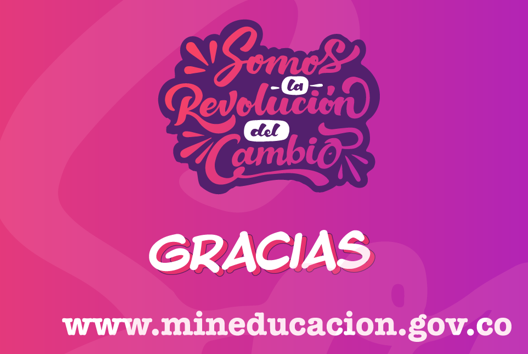 Somos
la
Revolución
del
Cambio
GRACIAS
www.mineducacion.gov.co